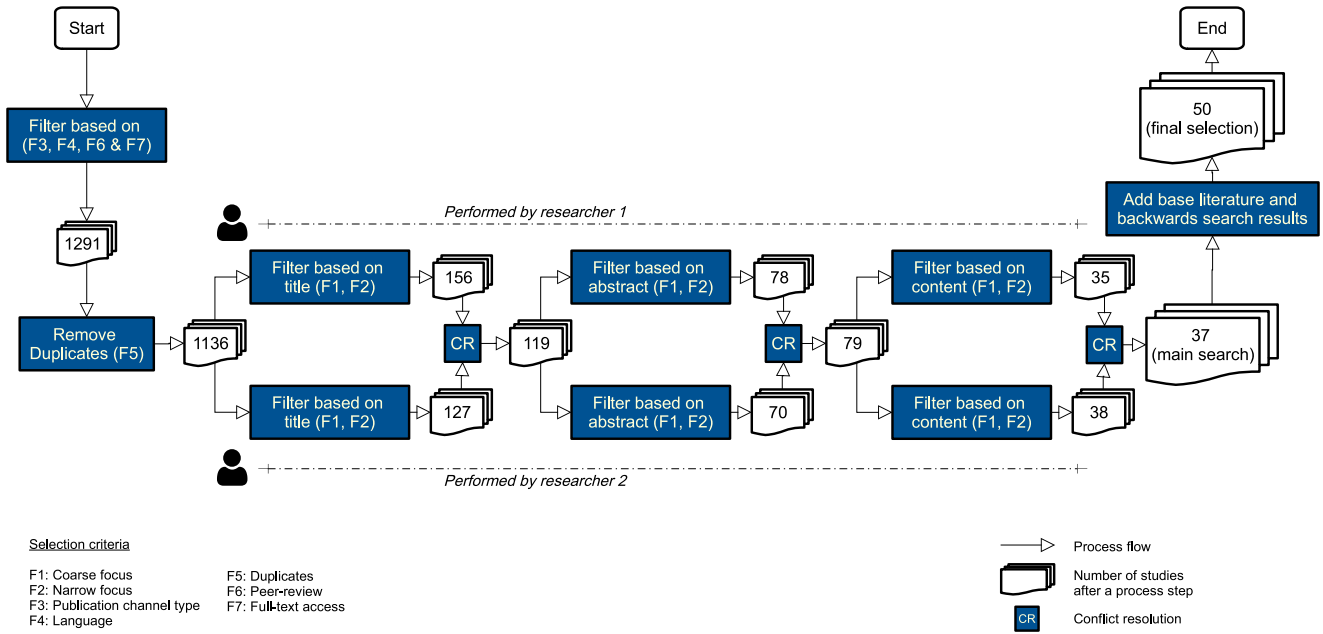 Start
Filter based on
(F3, F4, F6 & F7)
1291
Remove
Duplicates (F5)
1136
Performed by researcher 1
Filter based on
title (F1, F2)
156
Filter based on
title (F1, F2)
127
CR
119
Filter based on
abstract (F1, F2)
78
Filter based on
abstract (F1, F2)
70
CR
79
Filter based on
content (F1, F2)
35
Filter based on
content (F1, F2)
38
CR
Performed by researcher 2
37
(main search)
Add base literature and
backwards search results
50
(final selection)
End
Selection criteria
F1: Coarse focus
F2: Narrow focus
F3: Publication channel type
F4: Language
F5: Duplicates
F6: Peer-review
F7: Full-text access
Process flow
Number of studies
after a process step
CR
Conflict resolution